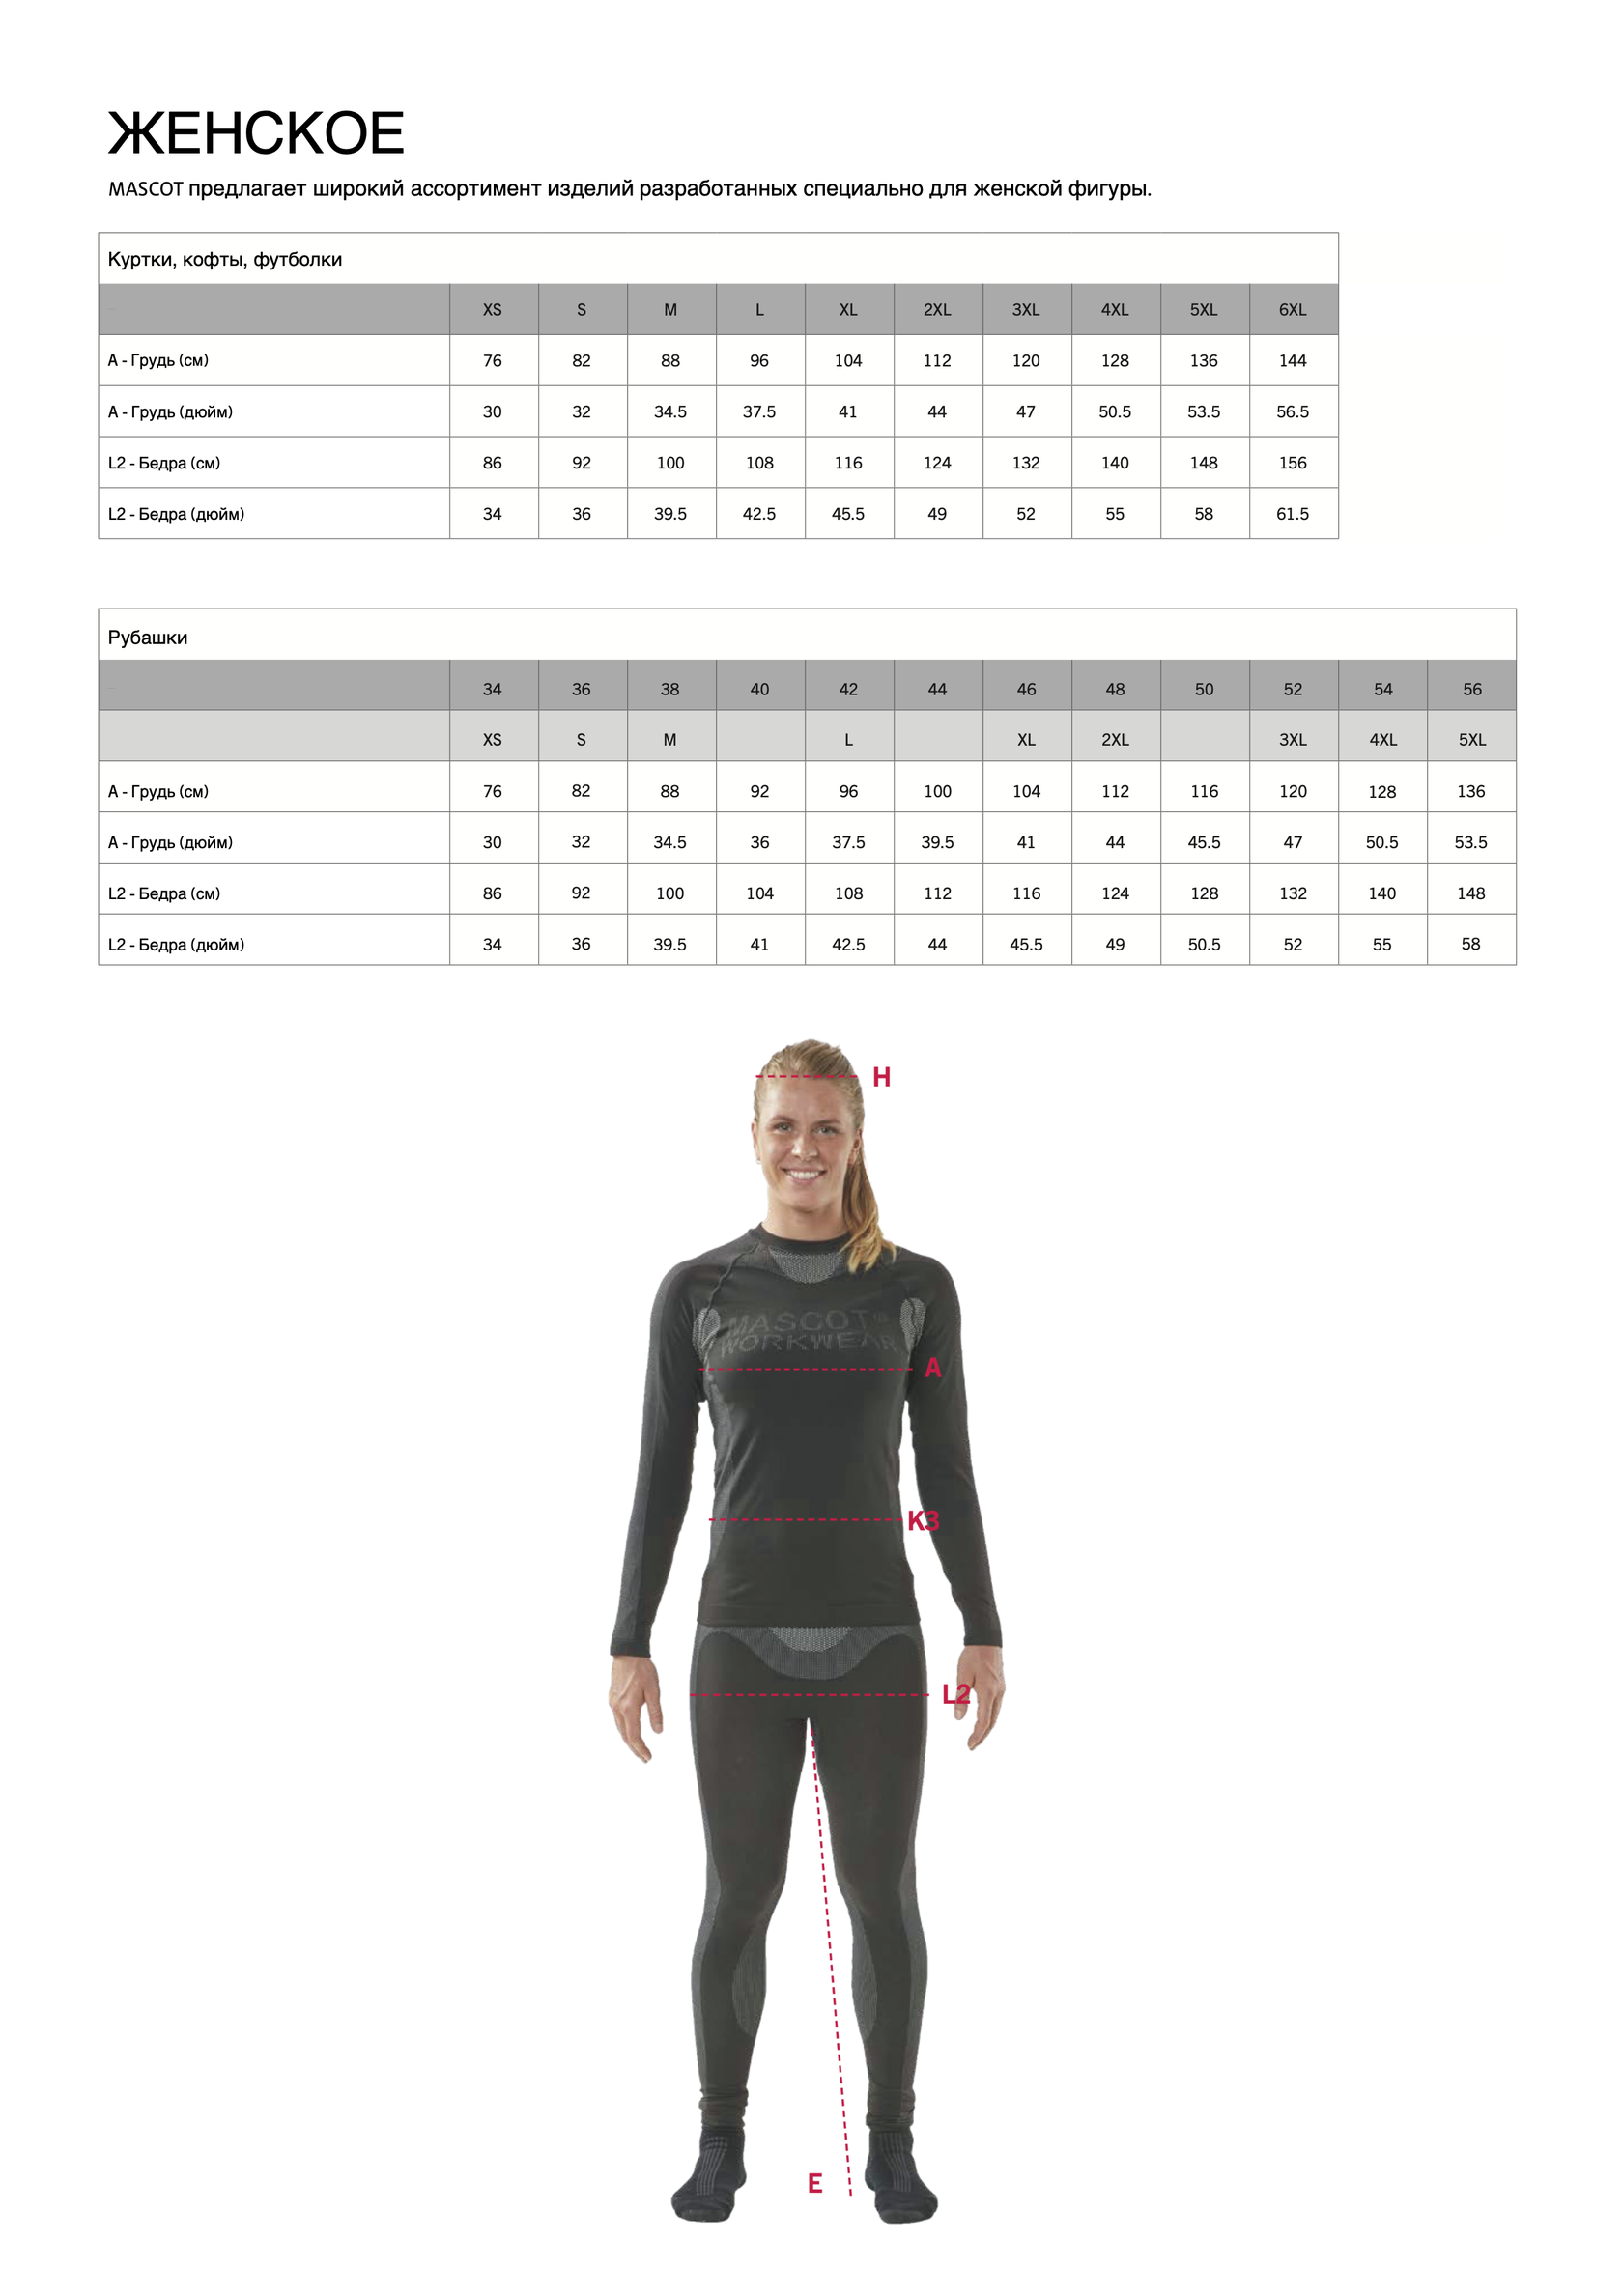 ЖЕНСКОЕ
MASCOT предлагает широкий ассортимент изделий разработанных специально для женской фигуры.
Куртки, кофты, футболки
XS S M L XL 2XL 3XL 4XL 5XL 6XL
A - Грудь (см) 76 82 88 96 104 112 120 128 136 144
A - Грудь (дюйм) 30 32 34.5 37.5 41 44 47 50.5 53.5 56.5
L2 - Бедра (см) 86 92 100 108 116 124 132 140 148 156
L2 - Бедра (дюйм) 34 36 39.5 42.5 45.5 49 52 55 58 61.5
Рубашки
34 36 38 40 42 44 46 48 50 52 54 56
XS S M L XL 2XL 3XL 4XL 5XL
A - Грудь (см) 76 82 88 92 96 100 104 112 116 120 128 136
A - Грудь (дюйм) 30 32 34.5 36 37.5 39.5 41 44 45.5 47 50.5 53.5
L2 - Бедра (см) 86 92 100 104 108 112 116 124 128 132 140 148
L2 - Бедра (дюйм) 34 36 39.5 41 42.5 44 45.5 49 50.5 52 55 58
H
MASCOT®
WORKWEAR
A
K3
L2
E